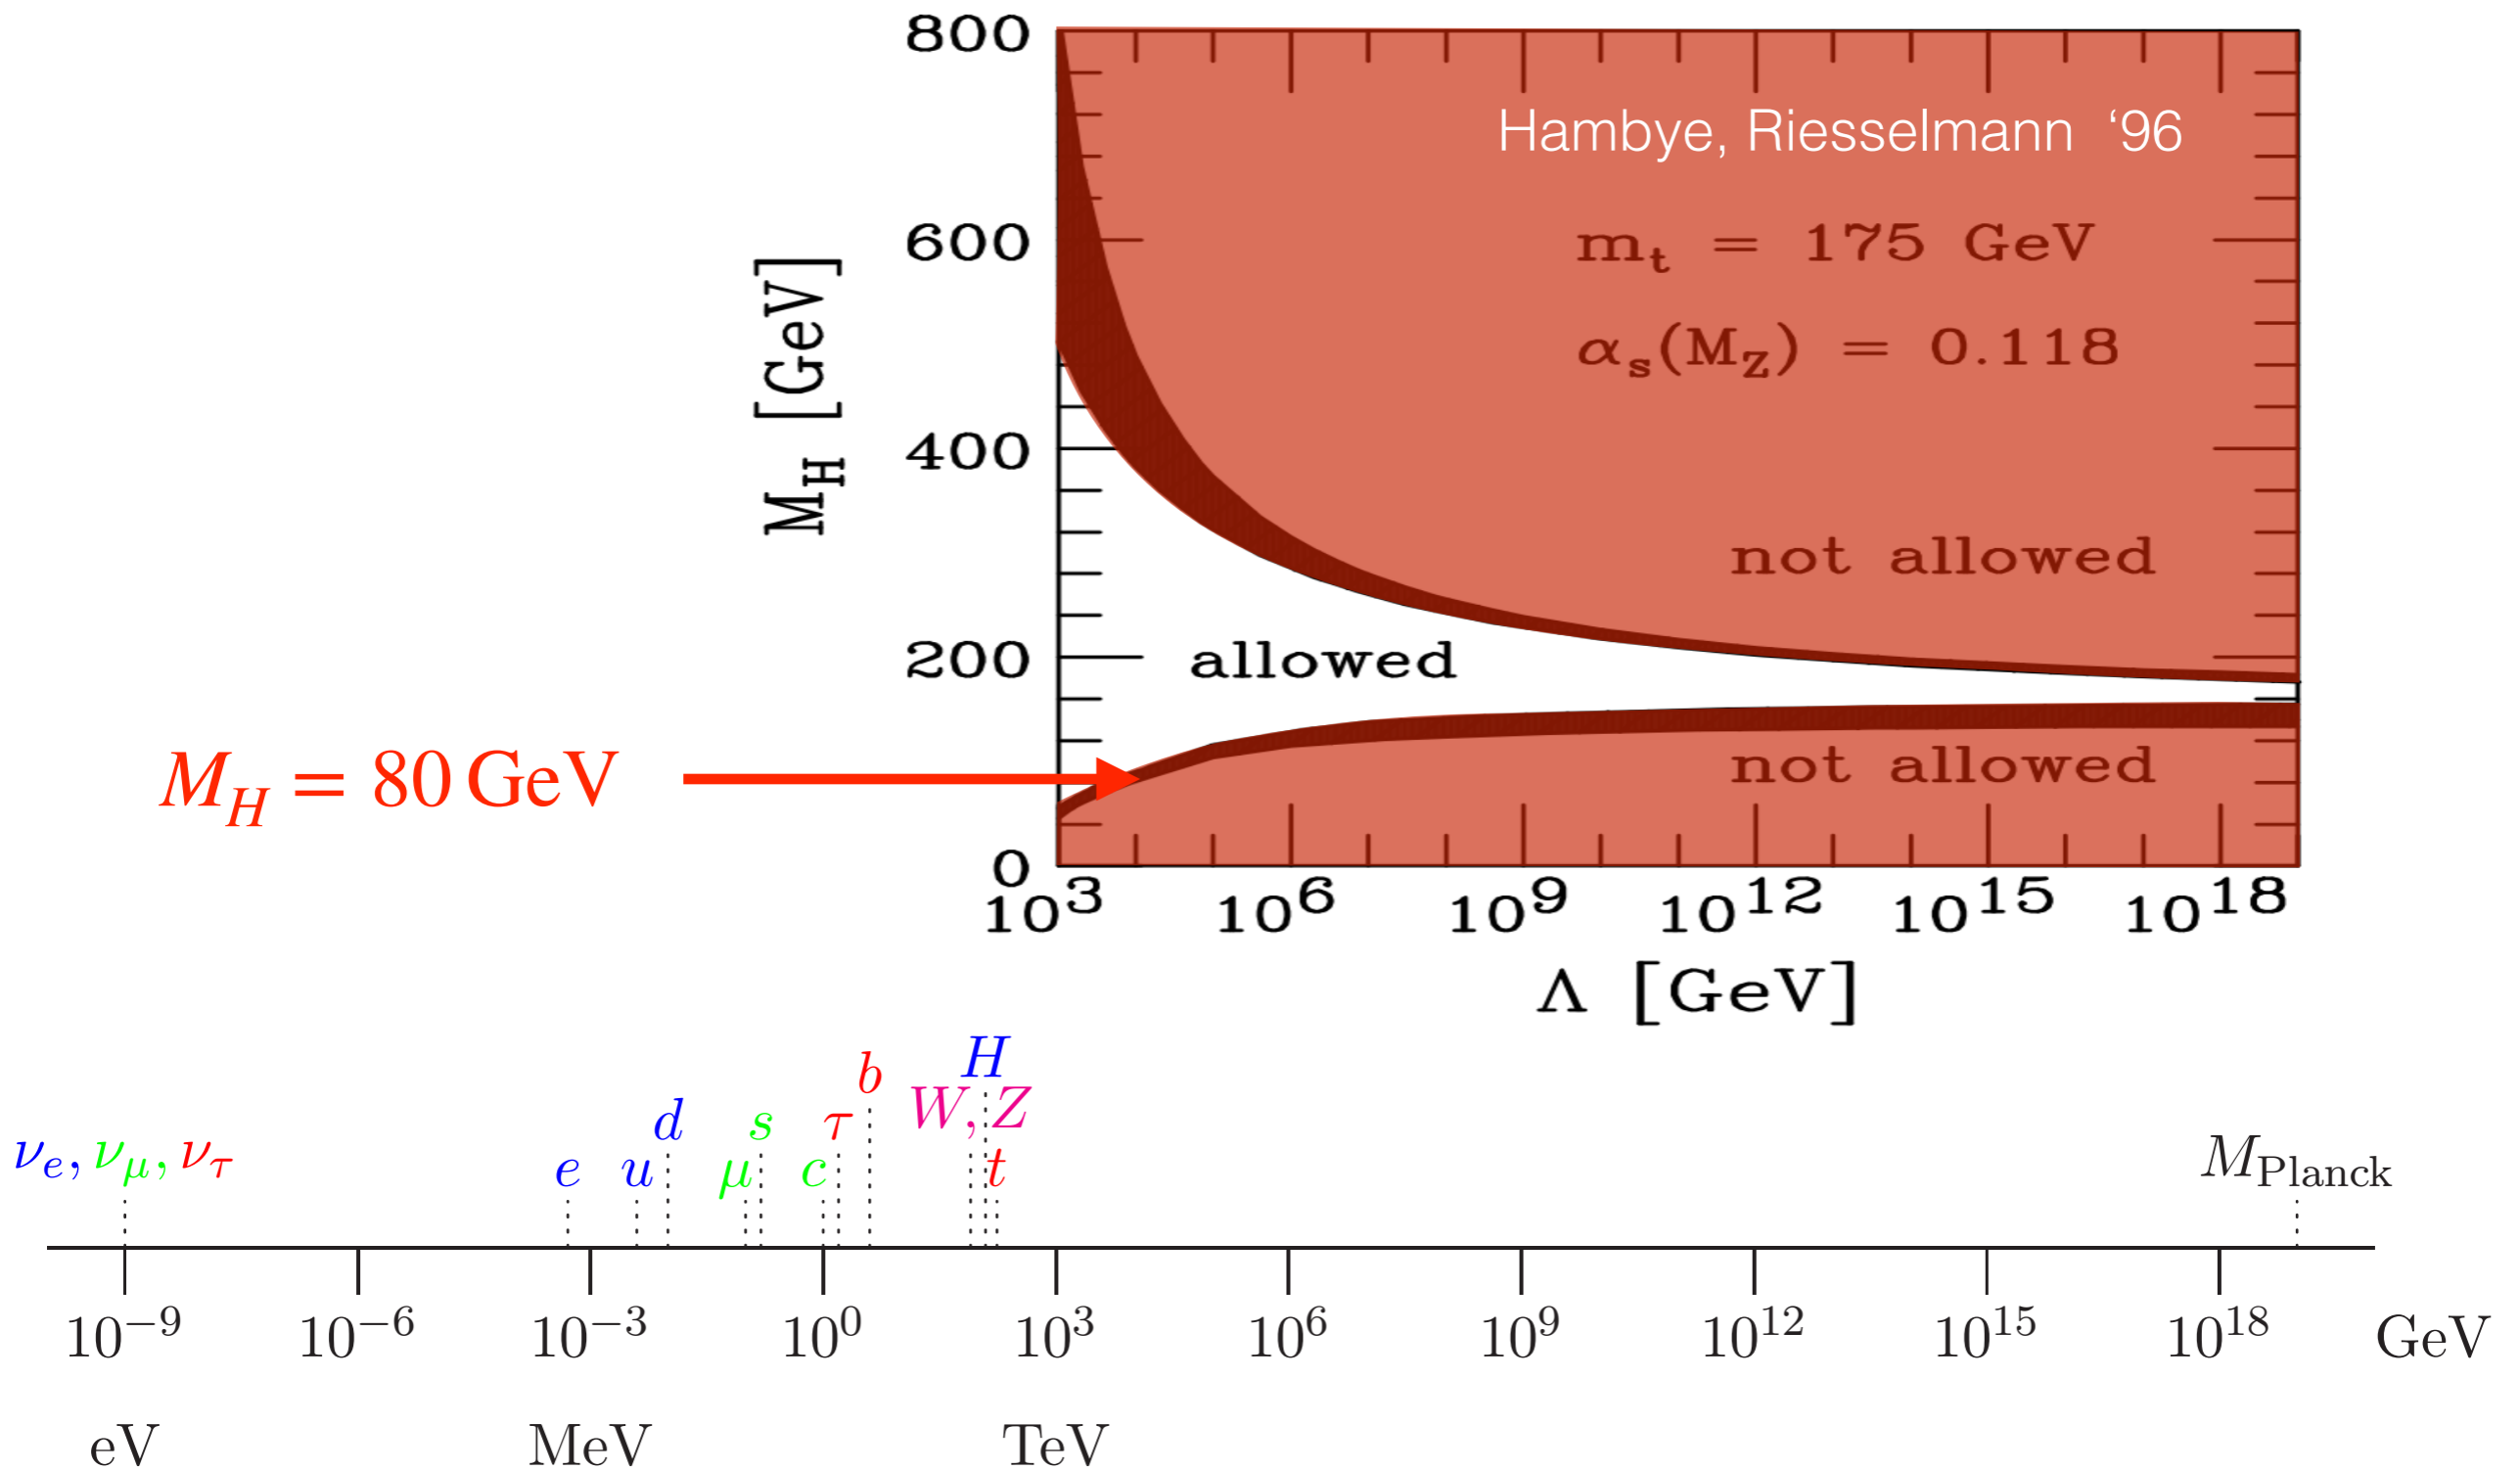 800
Hambye, Riesselmann ‘96
600
m_t = 175 GeV
α_s(M_Z) = 0.118
M_H [GeV]
400
not allowed
200
allowed
M_H = 80 GeV
not allowed
0
10^3 10^6 10^9 10^12 10^15 10^18
Λ [GeV]
H
b
W, Z
d s τ
ν_e, ν_μ, ν_τ e u μ c t M_Planck
10^−9 10^−6 10^−3 10^0 10^3 10^6 10^9 10^12 10^15 10^18 GeV
eV MeV TeV